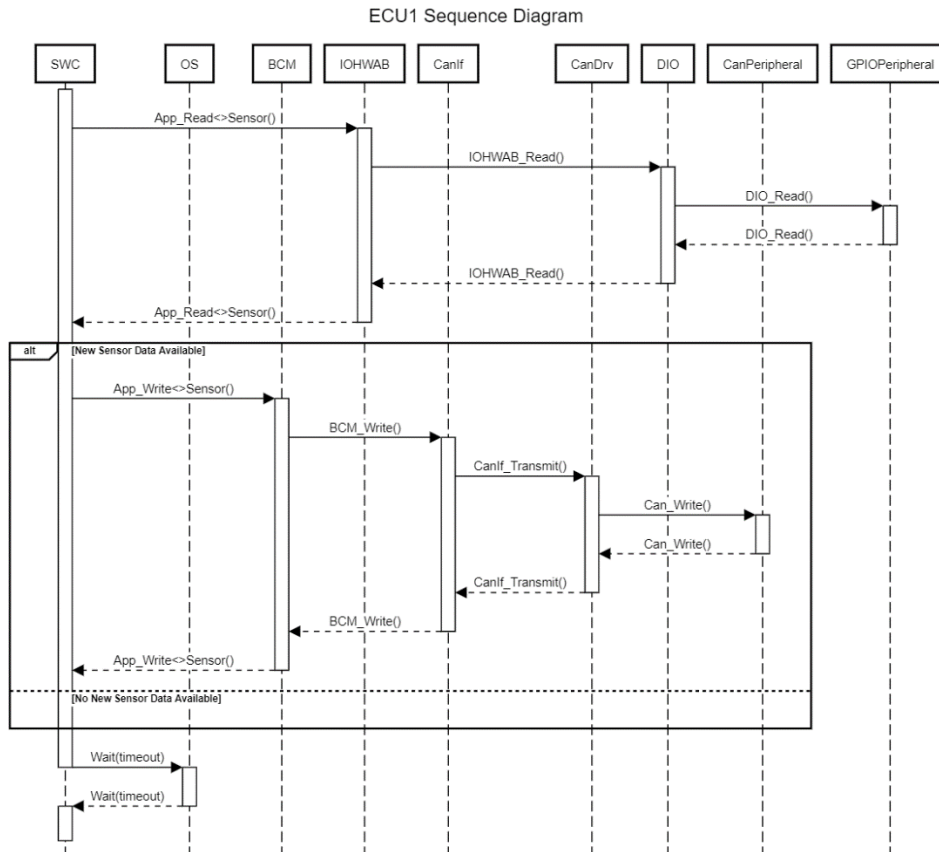 ECU1 Sequence Diagram
SWC OS BCM IOHWAB CanIf CanDrv DIO CanPeripheral GPIOPeripheral
App_Read<>Sensor()
IOHWAB_Read()
DIO_Read()
DIO_Read()
IOHWAB_Read()
App_Read<>Sensor()
alt [New Sensor Data Available]
App_Write<>Sensor()
BCM_Write()
CanIf_Transmit()
Can_Write()
Can_Write()
CanIf_Transmit()
BCM_Write()
App_Write<>Sensor()
[No New Sensor Data Available]
Wait(timeout)
Wait(timeout)